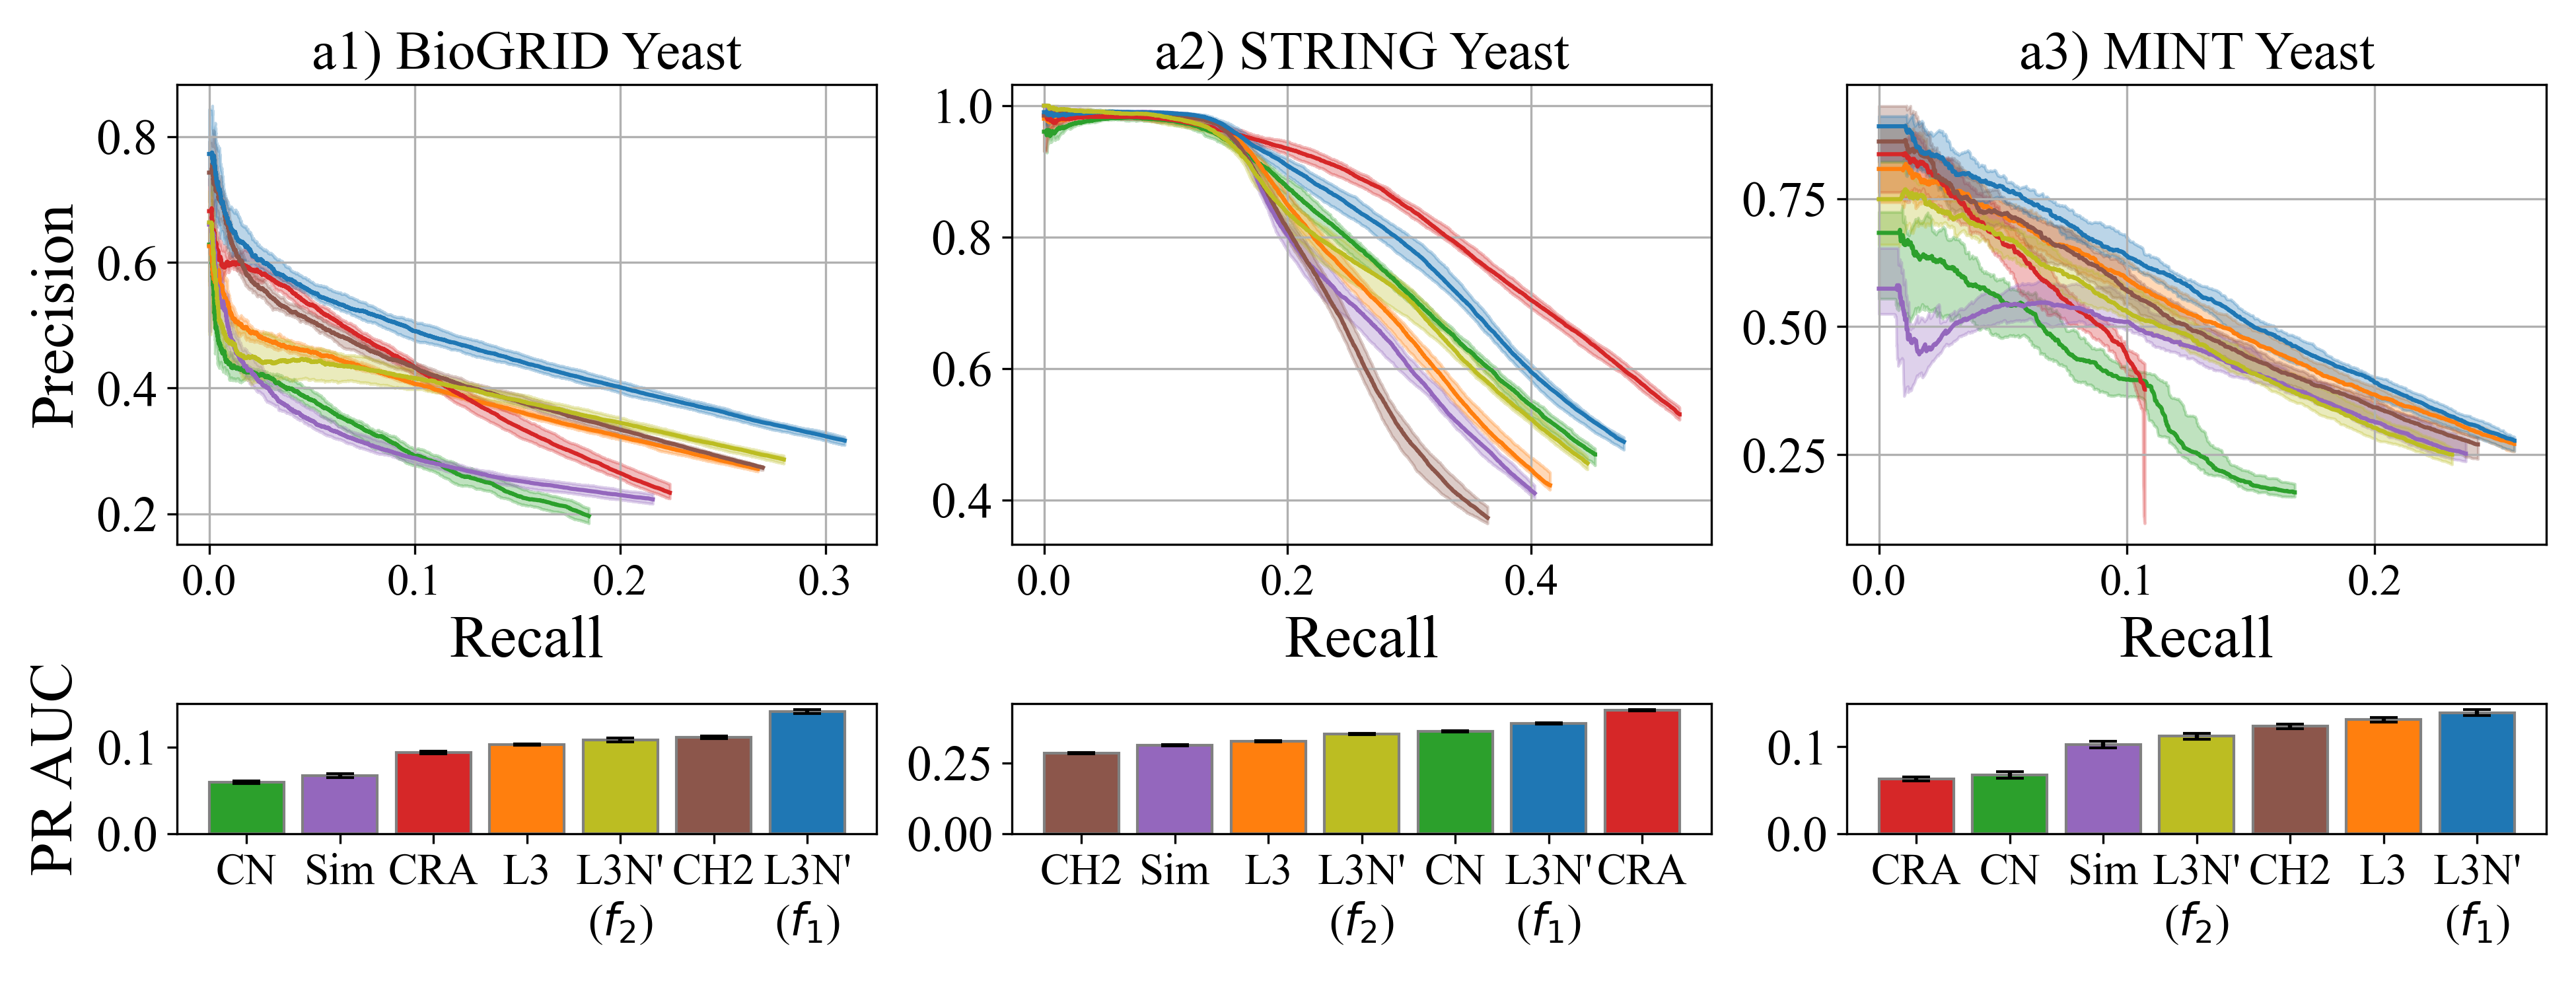 a1) BioGRID Yeast
a2) STRING Yeast
a3) MINT Yeast
Precision
0.8
0.6
0.4
0.2
0.0 0.1 0.2 0.3
Recall
1.0
0.8
0.6
0.4
0.0 0.2 0.4
Recall
0.75
0.50
0.25
0.0 0.1 0.2
Recall
PR AUC
0.1
0.0
CN Sim CRA L3 L3N' (f2) CH2 L3N' (f1)
0.25
0.00
CH2 Sim L3 L3N' (f2) CN L3N' (f1) CRA
0.1
0.0
CRA CN Sim L3N' (f2) CH2 L3 L3N' (f1)